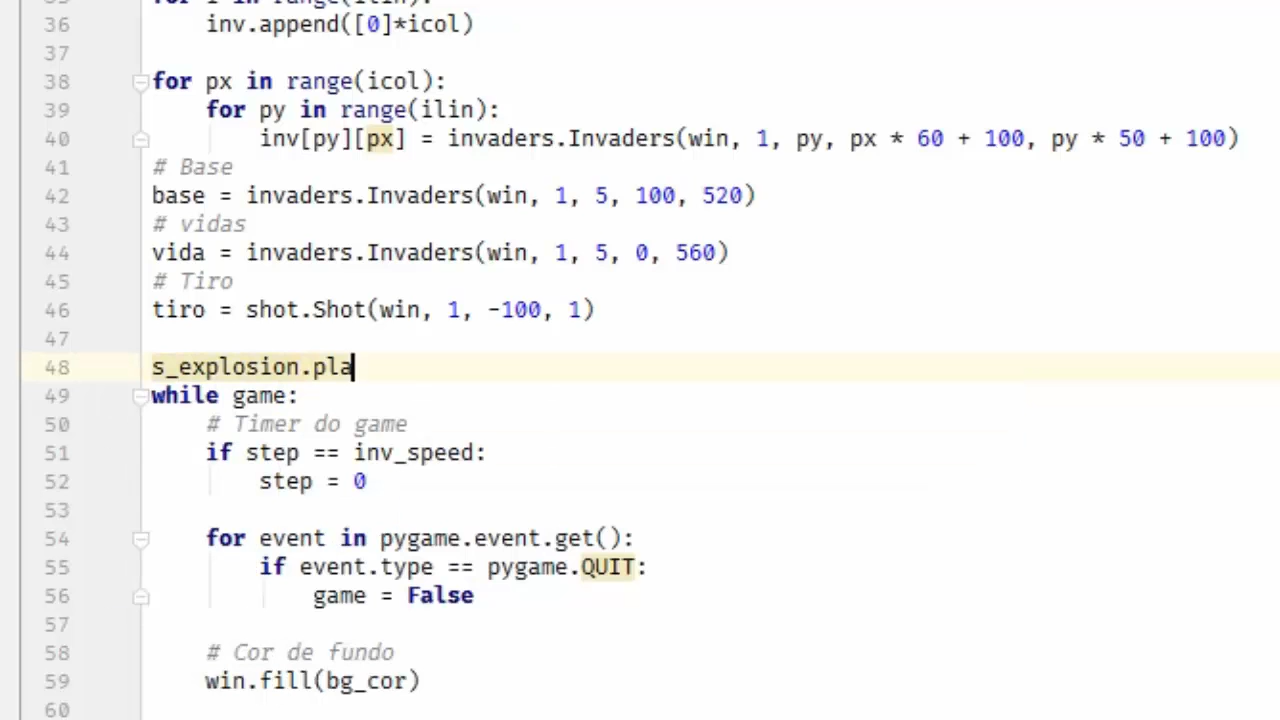 35 for i in range(ilin):
36 inv.append([0]*icol)
37
38 for px in range(icol):
39 for py in range(ilin):
40 inv[py][px] = invaders.Invaders(win, 1, py, px * 60 + 100, py * 50 + 100)
41 # Base
42 base = invaders.Invaders(win, 1, 5, 100, 520)
43 # vidas
44 vida = invaders.Invaders(win, 1, 5, 0, 560)
45 # Tiro
46 tiro = shot.Shot(win, 1, -100, 1)
47
48 s_explosion.pla
49 while game:
50 # Timer do game
51 if step == inv_speed:
52 step = 0
53
54 for event in pygame.event.get():
55 if event.type == pygame.QUIT:
56 game = False
57
58 # Cor de fundo
59 win.fill(bg_cor)
60